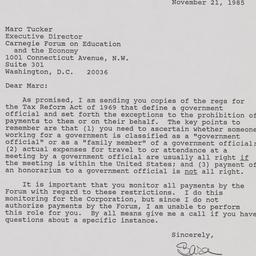 November 21, 1985
Marc Tucker
Executive Director
Carnegie Forum on Education
and the Economy
1001 Connecticut Avenue, N.W.
Suite 301
Washington, D.C. 20036
Dear Marc:
As promised, I am sending you copies of the regs for
the Tax Reform Act of 1969 that define a government
official and set forth the exceptions to the prohibition of
payments to them or on their behalf. The key points to
remember are that (1) you need to ascertain whether someone
working for a government is classified as a "government
official" or as a "family member" of a government official;
(2) actual expenses for travel to or attendance at a
meeting by a government official are usually all right if
the meeting is within the United States; and (3) payment of
an honorarium to a government official is not all right.
It is important that you monitor all payments by the
Forum with regard to these restrictions. I do this
monitoring for the Corporation, but since I do not
authorize payments by the Forum, I am unable to perform
this role for you. By all means give me a call if you have
questions about a specific instance.
Sincerely,